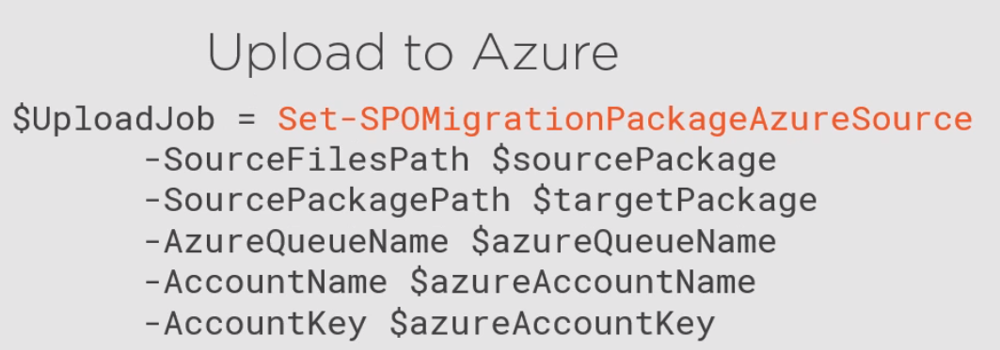 Upload to Azure
$UploadJob = Set-SPOMigrationPackageAzureSource
-SourceFilesPath $sourcePackage
-SourcePackagePath $targetPackage
-AzureQueueName $azureQueueName
-AccountName $azureAccountName
-AccountKey $azureAccountKey